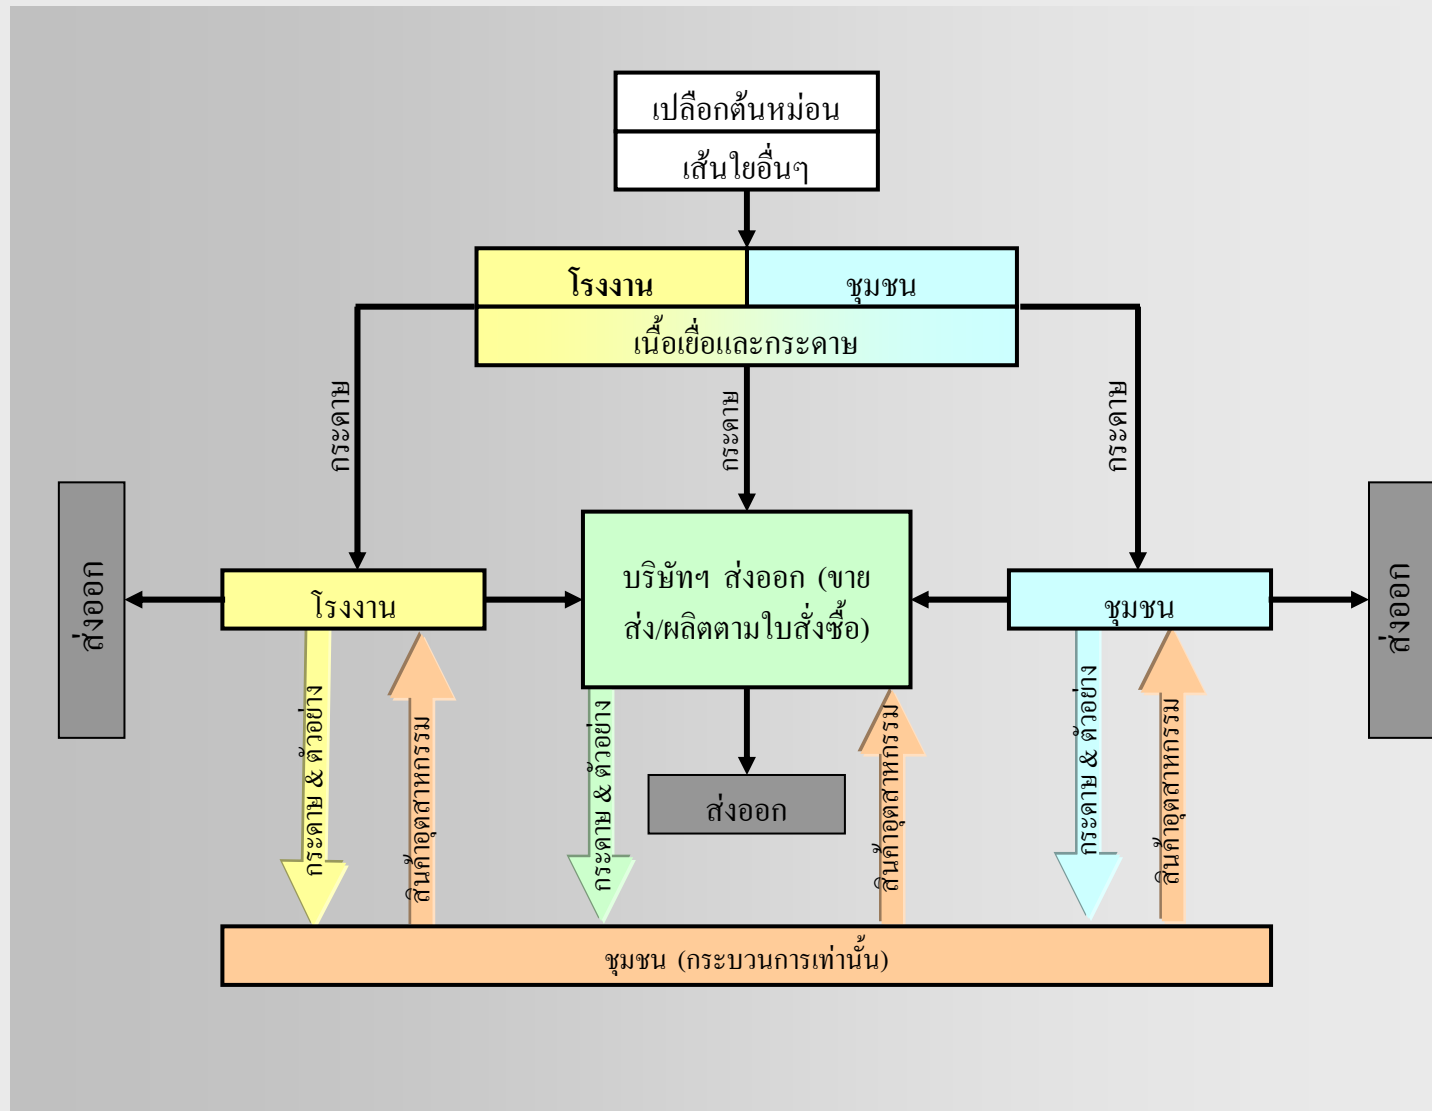 เปลือกต้นหม่อน
เส้นใยอื่นๆ
โรงงาน
ชุมชน
เนื้อเยื่อและกระดาษ
กระดาษ
กระดาษ
กระดาษ
ส่งออก
โรงงาน
บริษัทฯ ส่งออก (ขาย
ส่ง/ผลิตตามใบสั่งซื้อ)
ชุมชน
ส่งออก
กระดาษ & ตัวอย่าง
สินค้าอุตสาหกรรม
กระดาษ & ตัวอย่าง
ส่งออก
สินค้าอุตสาหกรรม
กระดาษ & ตัวอย่าง
สินค้าอุตสาหกรรม
ชุมชน (กระบวนการเท่านั้น)